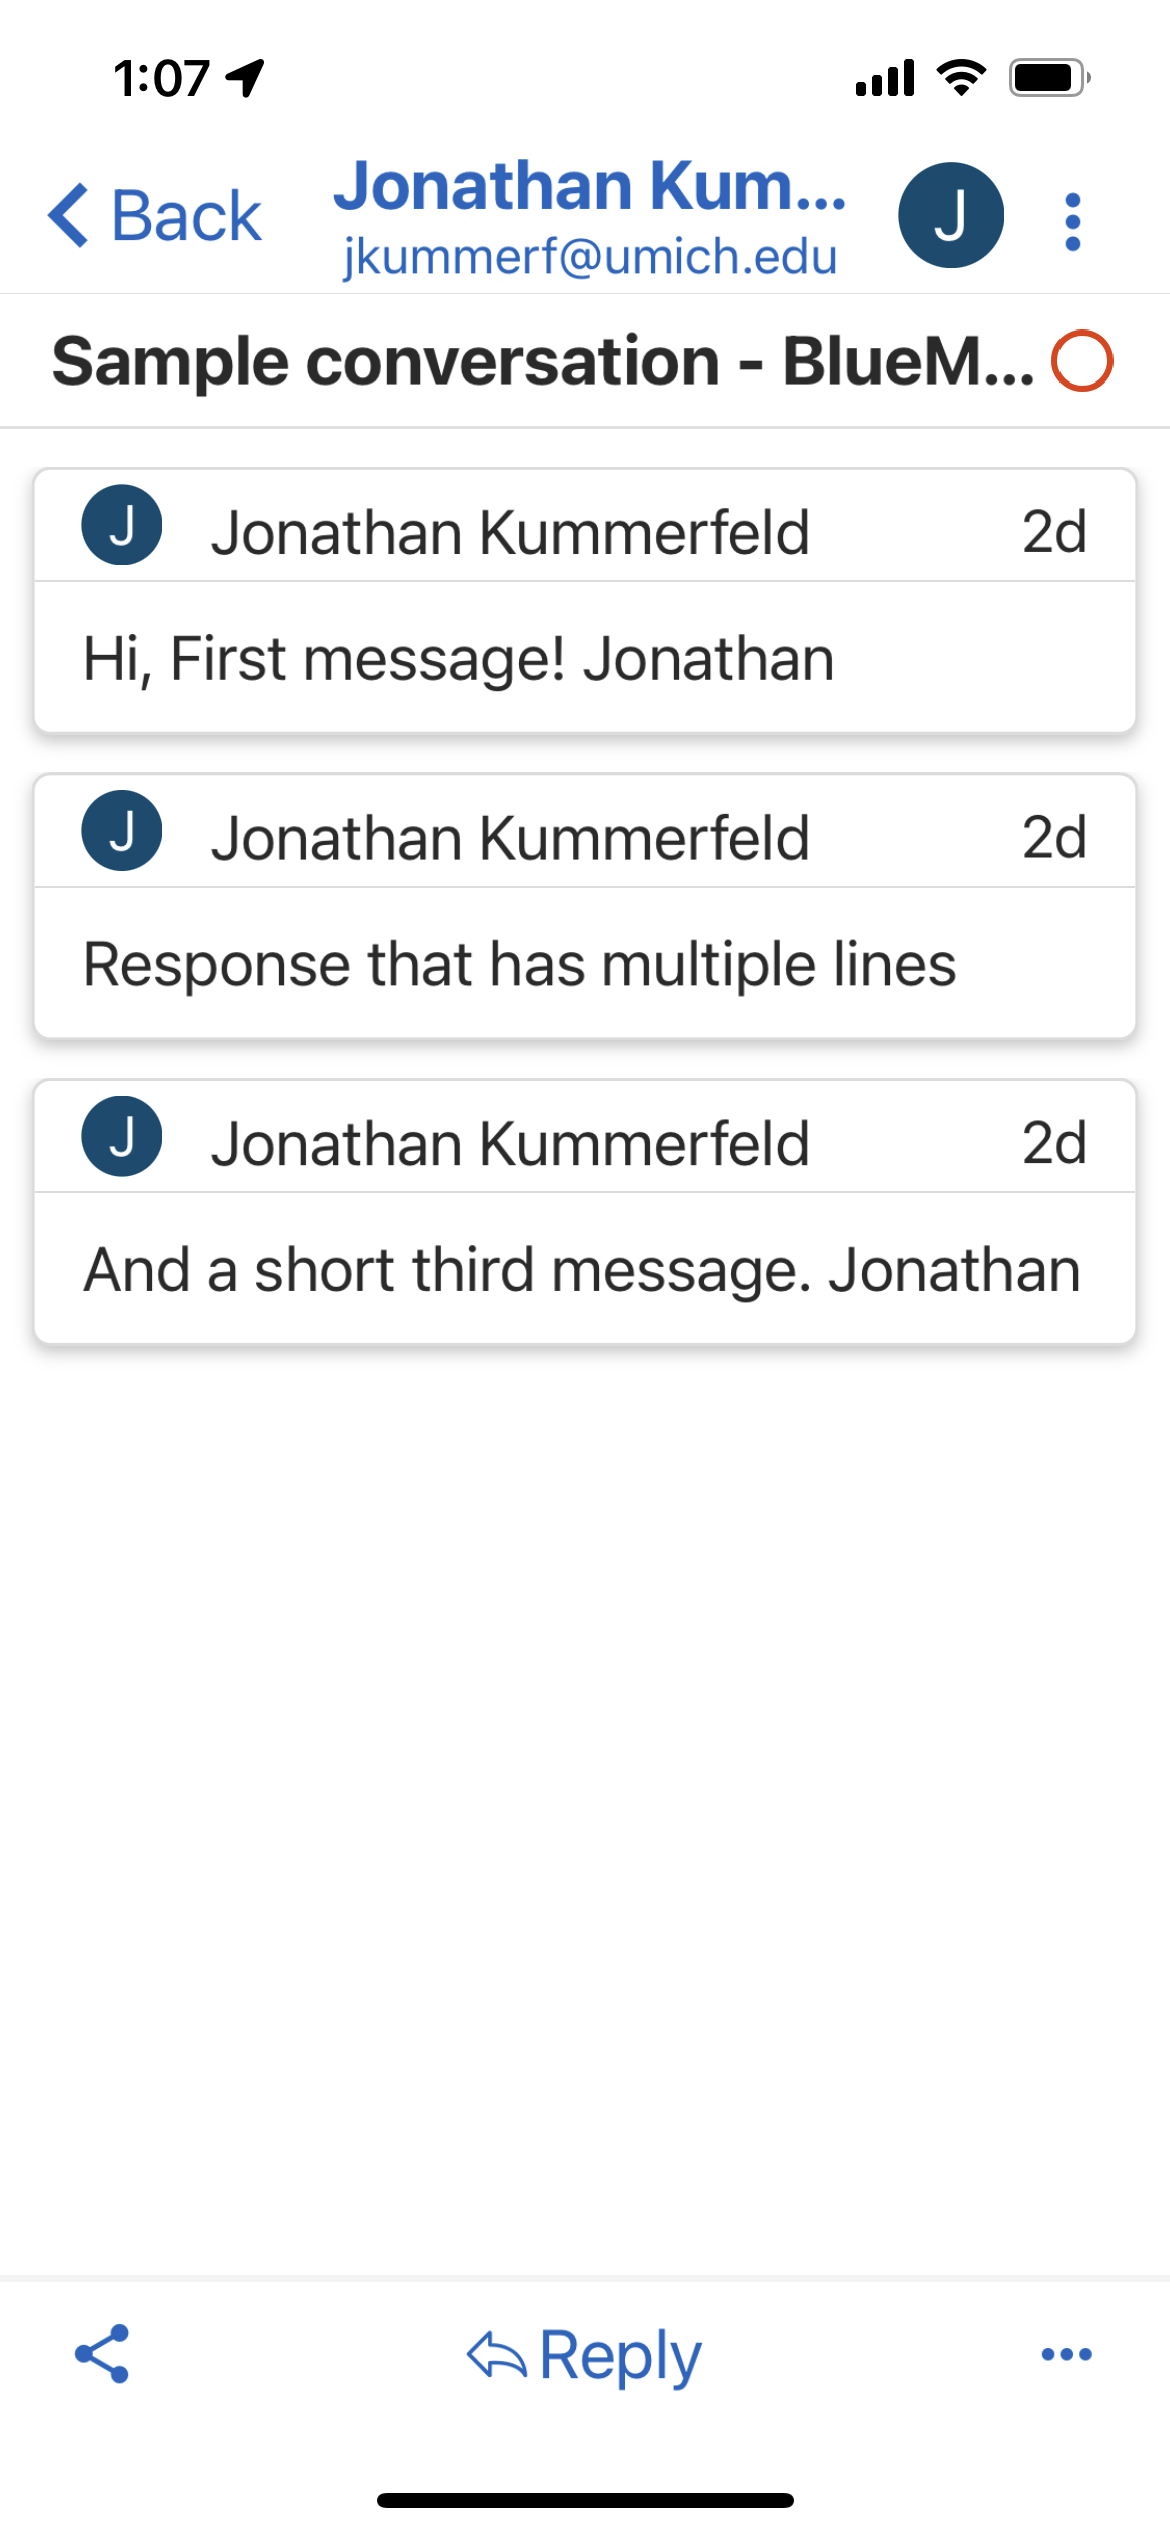 1:07
Back
Jonathan Kum...
jkummerf@umich.edu
J
Sample conversation - BlueM...
J Jonathan Kummerfeld 2d
Hi, First message! Jonathan
J Jonathan Kummerfeld 2d
Response that has multiple lines
J Jonathan Kummerfeld 2d
And a short third message. Jonathan
Reply